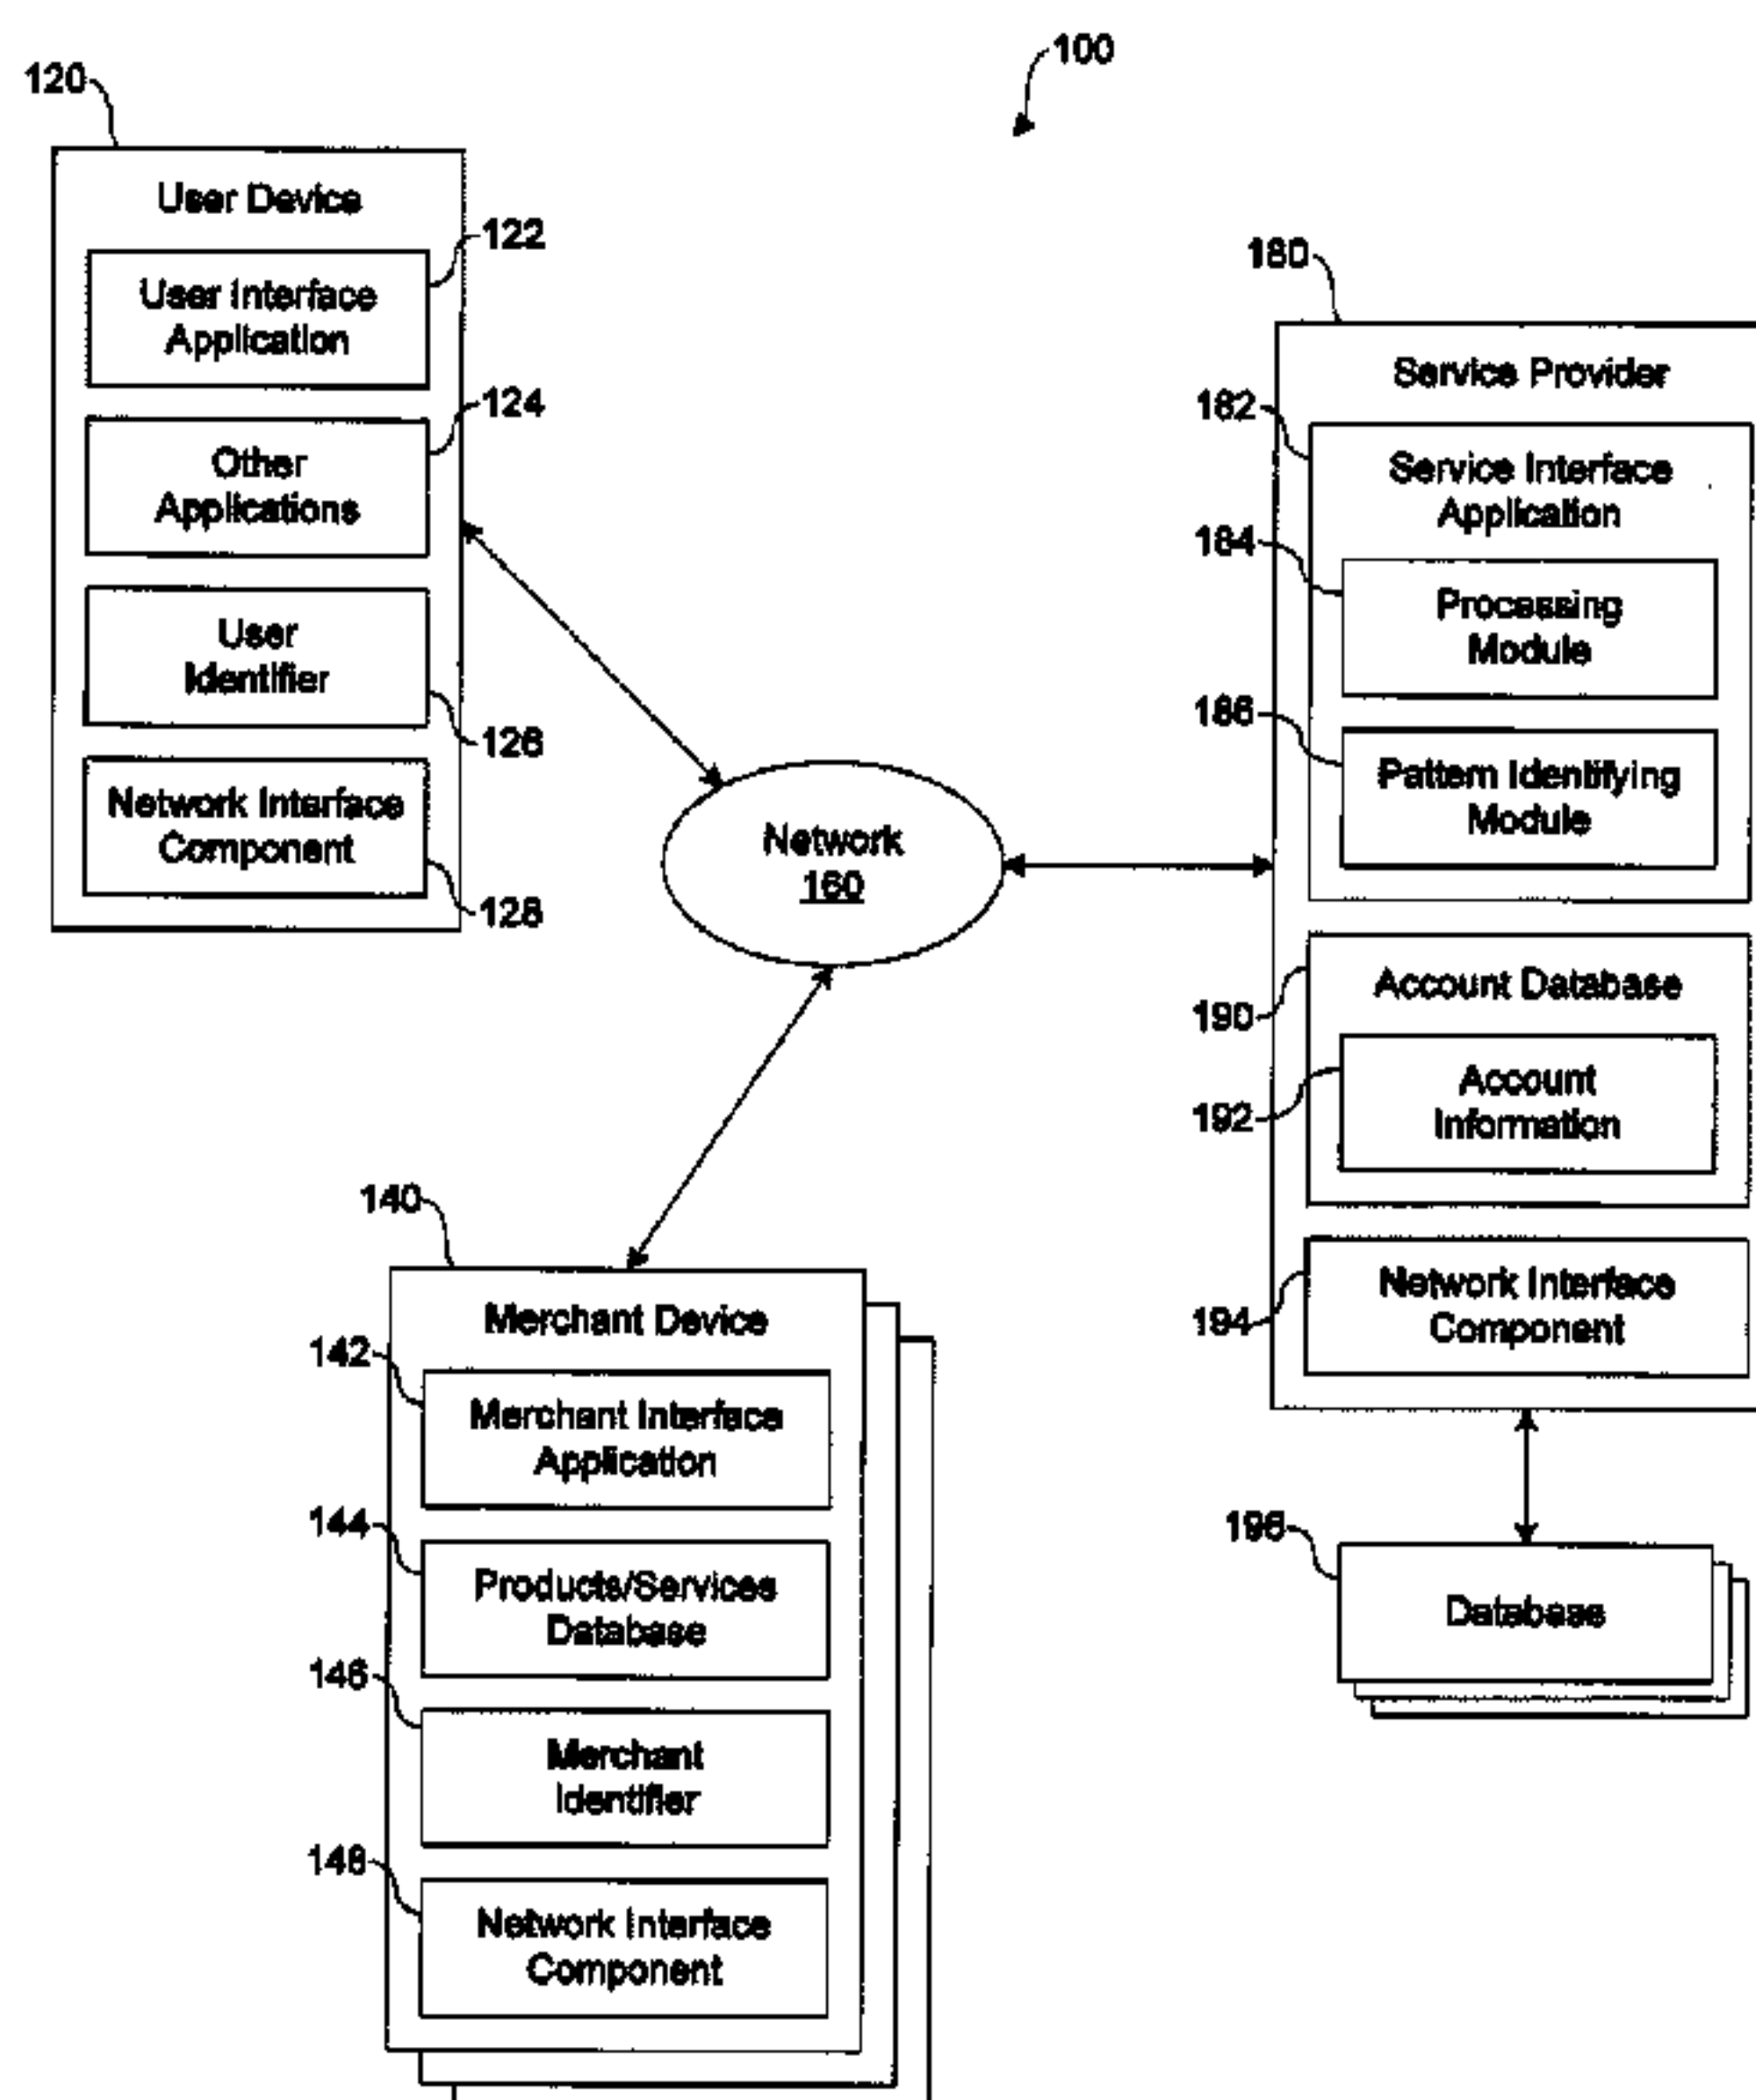 100
120
User Device
122
User Interface
Application
124
Other
Applications
User
Identifier
126
Network Interface
Component
128
Network
160
180
Service Provider
182
Service Interface
Application
184
Processing
Module
186
Pattern Identifying
Module
190
Account Database
192
Account
Information
194
Network Interface
Component
196
Database
140
Merchant Device
142
Merchant Interface
Application
144
Products/Services
Database
146
Merchant
Identifier
148
Network Interface
Component